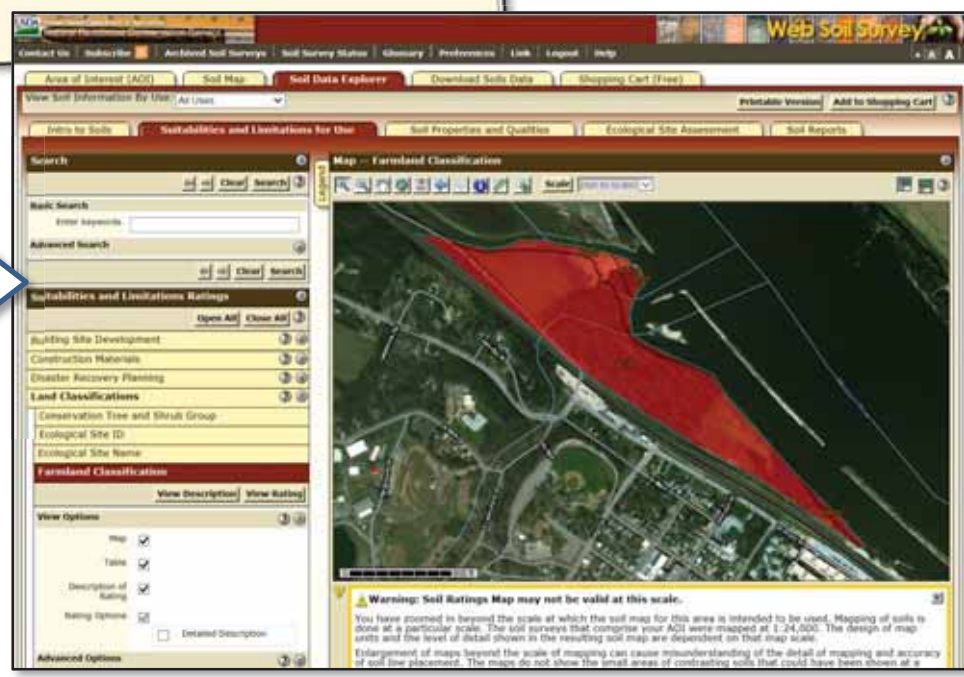 USDA
Web Soil Survey
Contact Us Subscribe Archived Soil Surveys Soil Survey Status Glossary Preferences Link Logout Help A A A
Area of Interest (AOI) Soil Map Soil Data Explorer Download Soils Data Shopping Cart (Free)
View Soil Information By Use: All Uses Printable Version Add to Shopping Cart
Intro to Soils Suitabilities and Limitations for Use Soil Properties and Qualities Ecological Site Assessment Soil Reports
Search
Clear Search
Basic Search
Enter keywords
Advanced Search
Clear Search
Suitabilities and Limitations Ratings
Open All Close All
Building Site Development
Construction Materials
Disaster Recovery Planning
Land Classifications
Conservation Tree and Shrub Group
Ecological Site ID
Ecological Site Name
Farmland Classification
View Description View Rating
View Options
Map
Table
Description of Rating
Rating Options
Detailed Description
Advanced Options
Legend
Map — Farmland Classification
Scale
Warning: Soil Ratings Map may not be valid at this scale.
You have zoomed in beyond the scale at which the soil map for this area is intended to be used. Mapping of soils is
done at a particular scale. The soil surveys that comprise your AOI were mapped at 1:24,000. The design of map
units and the level of detail shown in the resulting soil map are dependent on that map scale.
Enlargement of maps beyond the scale of mapping can cause misunderstanding of the detail of mapping and accuracy
of soil line placement. The maps do not show the small areas of contrasting soils that could have been shown at a